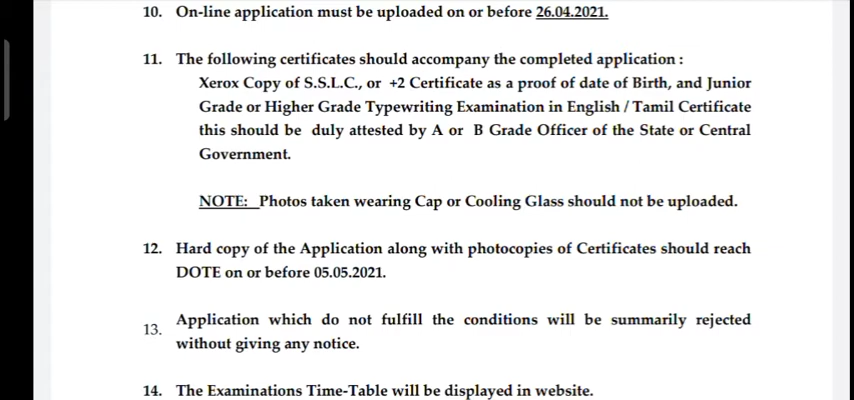 10. On-line application must be uploaded on or before 26.04.2021.
11. The following certificates should accompany the completed application :
Xerox Copy of S.S.L.C., or +2 Certificate as a proof of date of Birth, and Junior
Grade or Higher Grade Typewriting Examination in English / Tamil Certificate
this should be duly attested by A or B Grade Officer of the State or Central
Government.
NOTE: Photos taken wearing Cap or Cooling Glass should not be uploaded.
12. Hard copy of the Application along with photocopies of Certificates should reach
DOTE on or before 05.05.2021.
13. Application which do not fulfill the conditions will be summarily rejected
without giving any notice.
14. The Examinations Time-Table will be displayed in website.